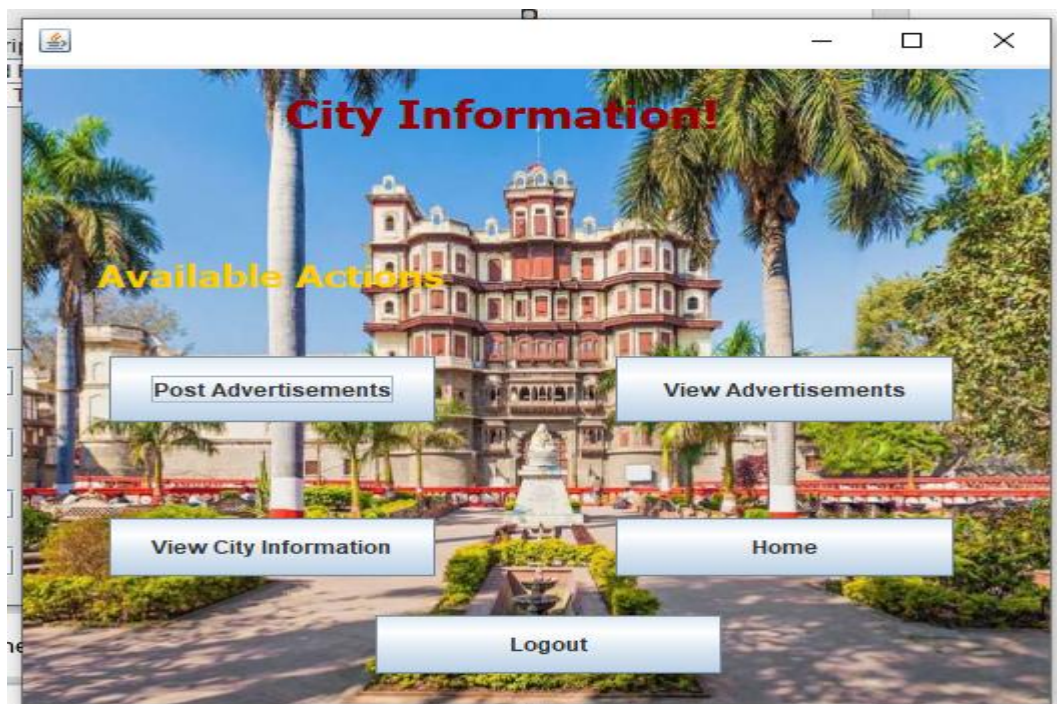 City Information!
Available Actions
Post Advertisements
View Advertisements
View City Information
Home
Logout